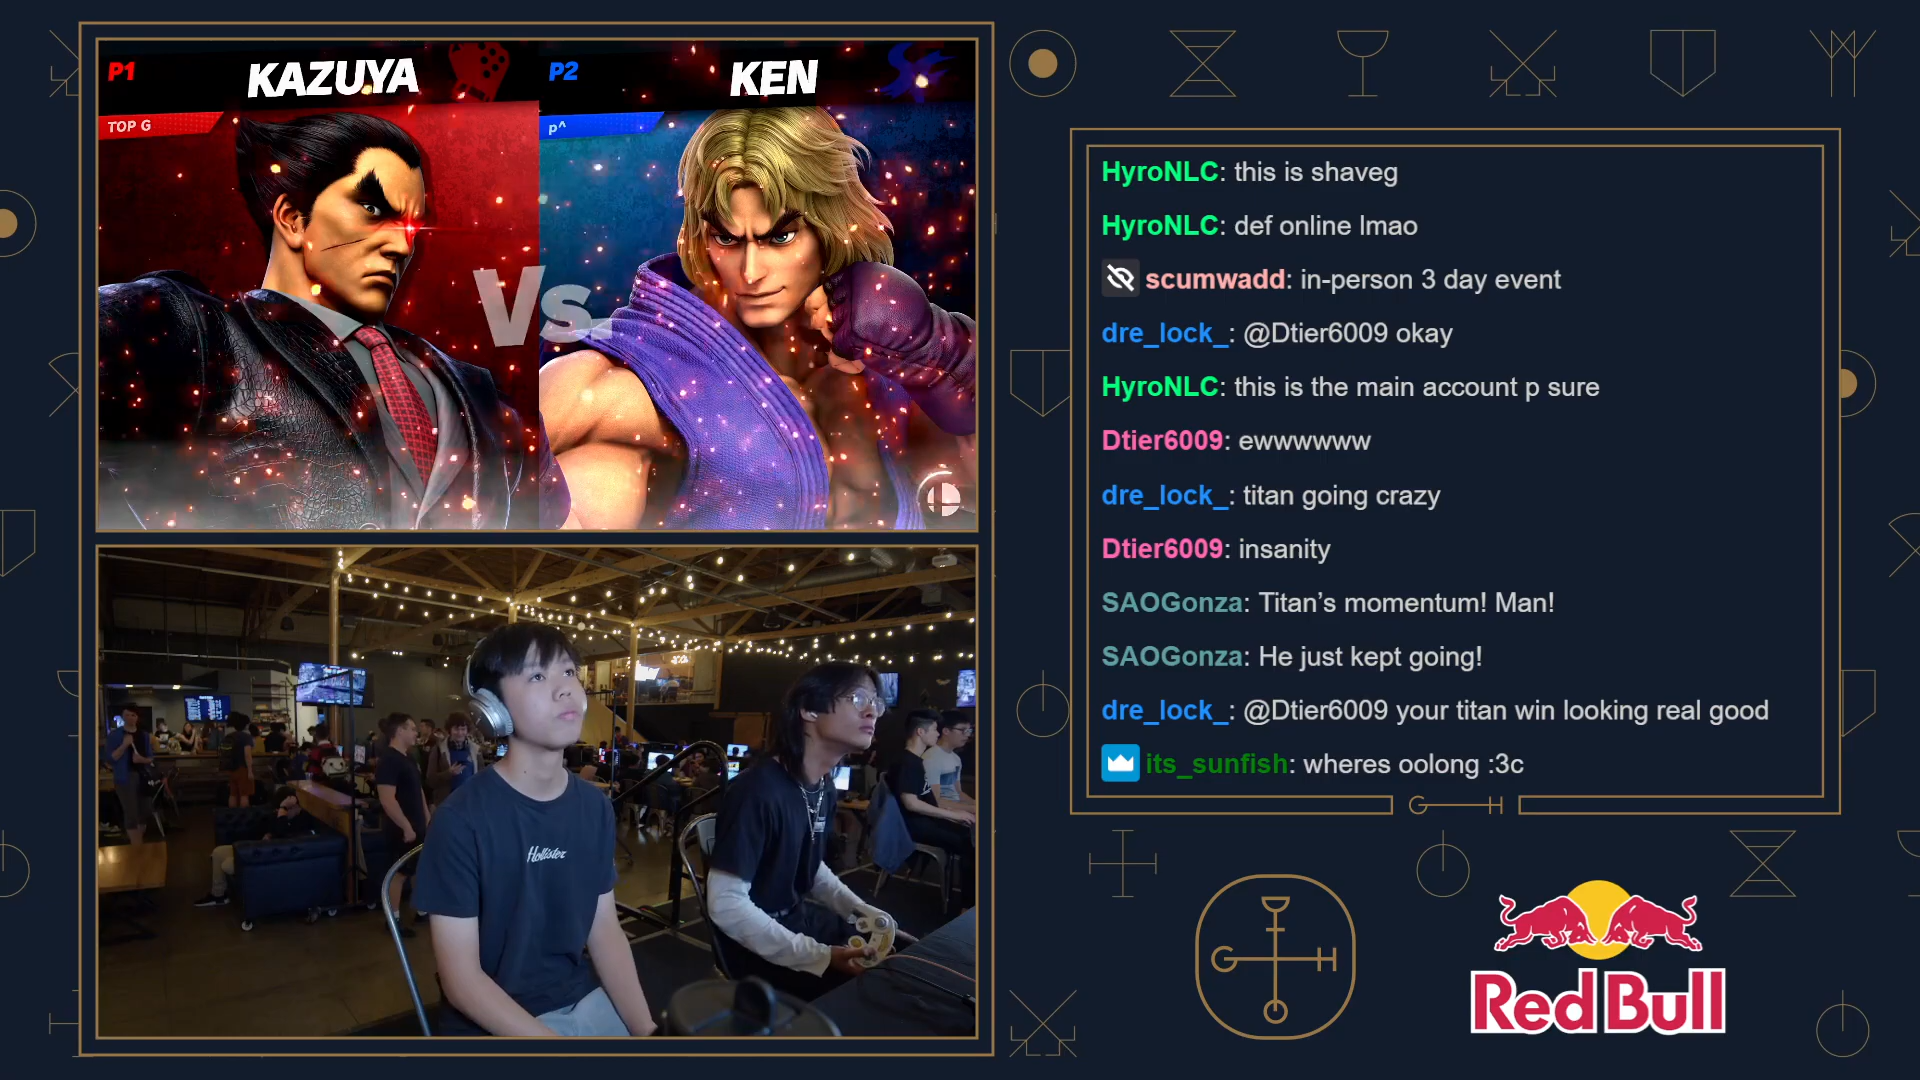 P1
KAZUYA
TOP G
P2
KEN
p^
Vs.
Hollister
HyroNLC: this is shaveg
HyroNLC: def online lmao
scumwadd: in-person 3 day event
dre_lock_: @Dtier6009 okay
HyroNLC: this is the main account p sure
Dtier6009: ewwwwww
dre_lock_: titan going crazy
Dtier6009: insanity
SAOGonza: Titan’s momentum! Man!
SAOGonza: He just kept going!
dre_lock_: @Dtier6009 your titan win looking real good
its_sunfish: wheres oolong :3c
G H
G H
Red Bull